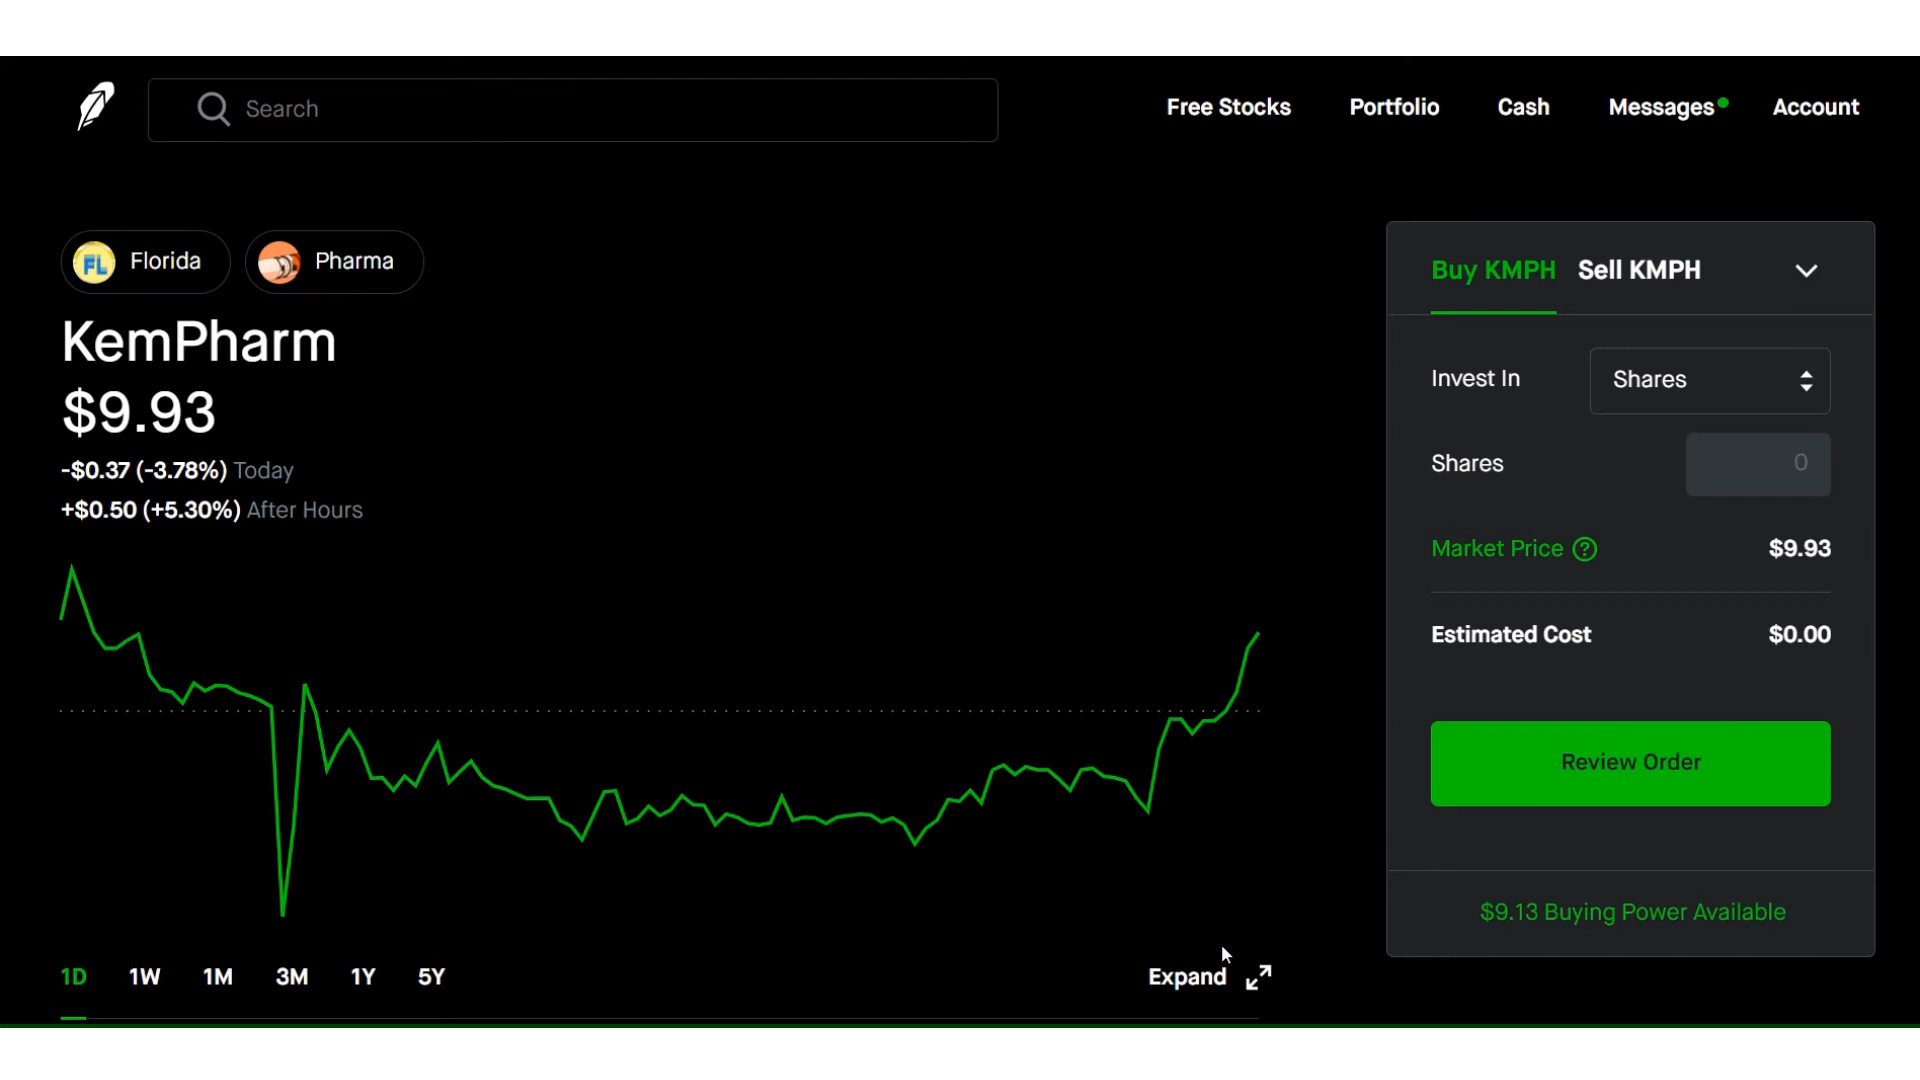 Search
Free Stocks
Portfolio
Cash
Messages
Account
FL Florida
Pharma
KemPharm
$9.93
-$0.37 (-3.78%) Today
+$0.50 (+5.30%) After Hours
1D
1W
1M
3M
1Y
5Y
Expand
Buy KMPH
Sell KMPH
Invest In
Shares
Shares
0
Market Price ?
$9.93
Estimated Cost
$0.00
Review Order
$9.13 Buying Power Available